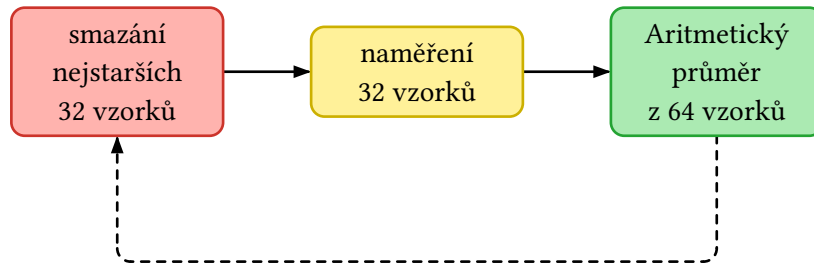 smazání
nejstarších
32 vzorků
naměření
32 vzorků
Aritmetický
průměr
z 64 vzorků